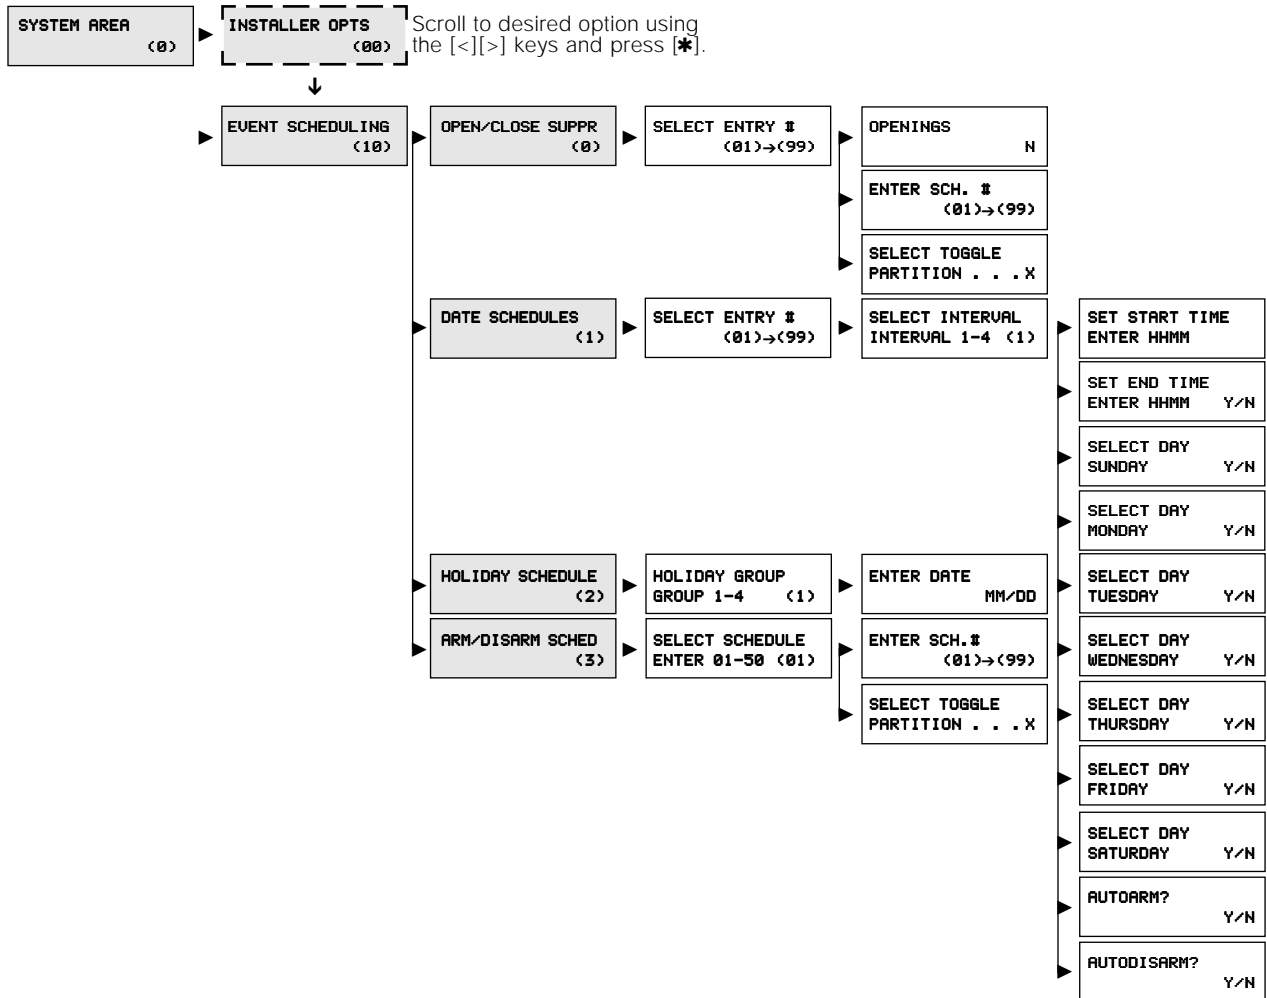 SYSTEM AREA
(0)
INSTALLER OPTS
(00)
Scroll to desired option using
the [<][>] keys and press [✱].
EVENT SCHEDULING
(10)
OPEN/CLOSE SUPPR
(0)
SELECT ENTRY #
(01)→(99)
OPENINGS
N
ENTER SCH. #
(01)→(99)
SELECT TOGGLE
PARTITION . . . X
DATE SCHEDULES
(1)
SELECT ENTRY #
(01)→(99)
SELECT INTERVAL
INTERVAL 1-4 (1)
SET START TIME
ENTER HHMM
SET END TIME
ENTER HHMM Y/N
SELECT DAY
SUNDAY Y/N
SELECT DAY
MONDAY Y/N
SELECT DAY
TUESDAY Y/N
SELECT DAY
WEDNESDAY Y/N
SELECT DAY
THURSDAY Y/N
SELECT DAY
FRIDAY Y/N
SELECT DAY
SATURDAY Y/N
AUTOARM?
Y/N
AUTODISARM?
Y/N
HOLIDAY SCHEDULE
(2)
HOLIDAY GROUP
GROUP 1-4 (1)
ENTER DATE
MM/DD
ARM/DISARM SCHED
(3)
SELECT SCHEDULE
ENTER 01-50 (01)
ENTER SCH.#
(01)→(99)
SELECT TOGGLE
PARTITION . . . X